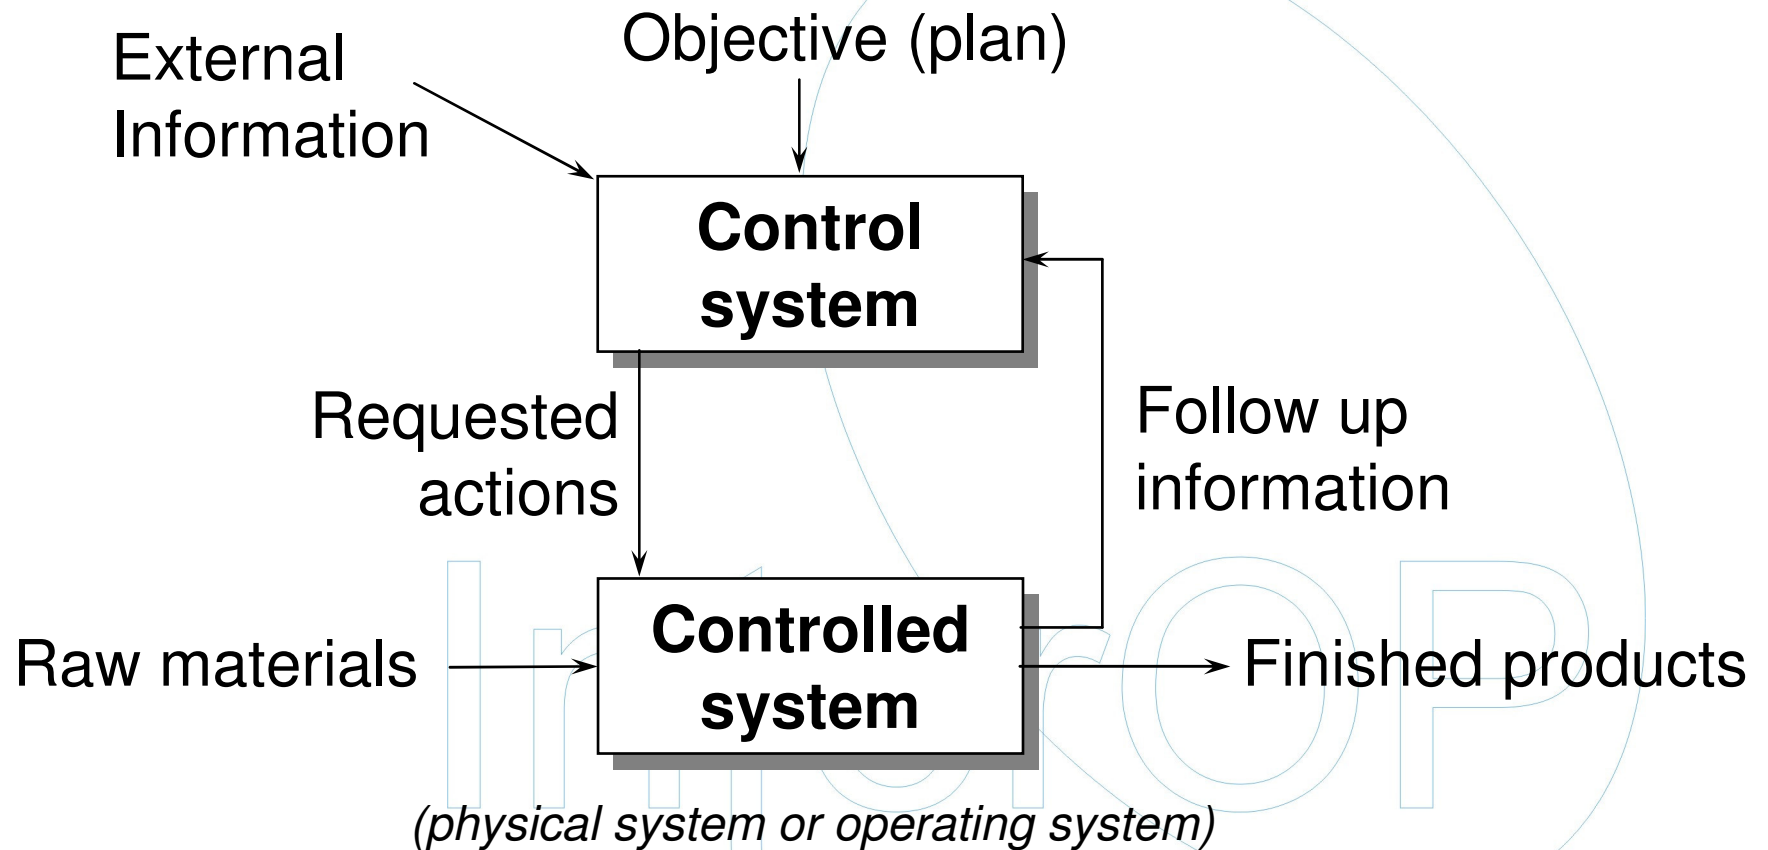 External
Information
Objective (plan)
Control
system
Requested
actions
Follow up
information
Raw materials
Controlled
system
Finished products
(physical system or operating system)
InterOP